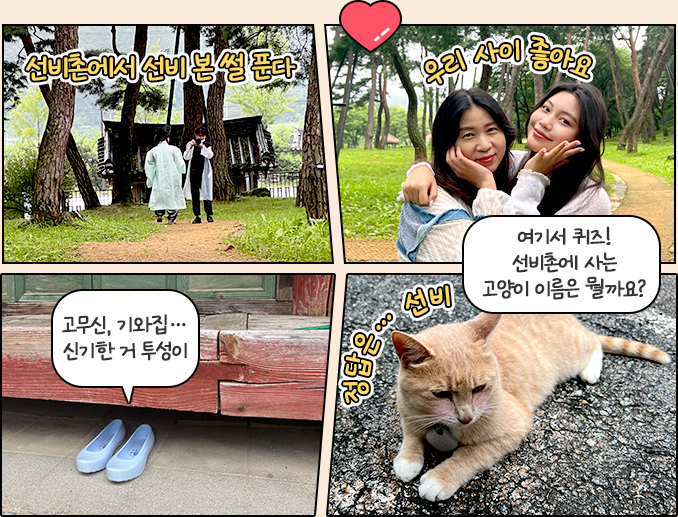 선비촌에서 선비 본 썰 푼다
우리 사이 좋아요
여기서 퀴즈!
선비촌에 사는
고양이 이름은 뭘까요?
고무신, 기와집…
신기한 거 투성이
정답은… 선비